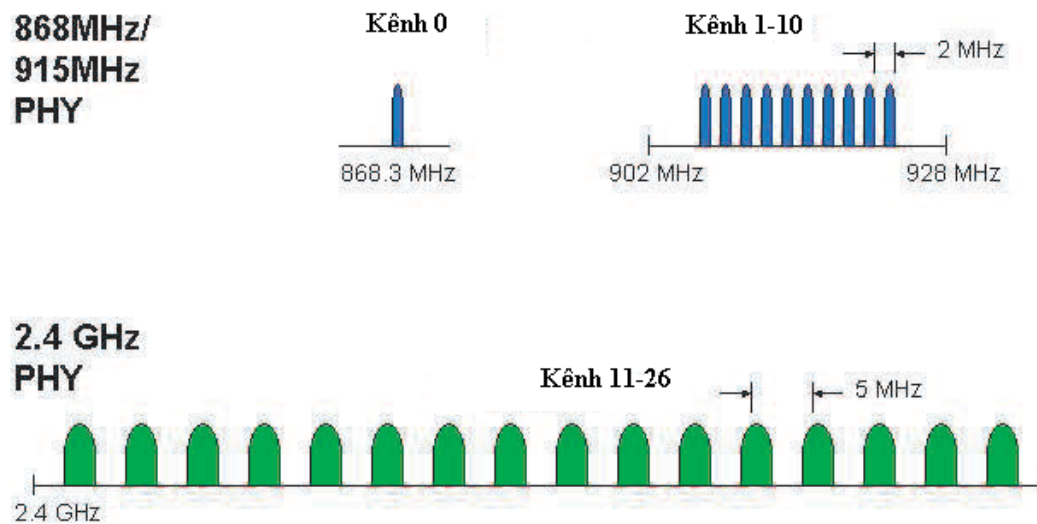 868MHz/
915MHz
PHY
Kênh 0
Kênh 1-10
2 MHz
868.3 MHz
902 MHz
928 MHz
2.4 GHz
PHY
Kênh 11-26
5 MHz
2.4 GHz